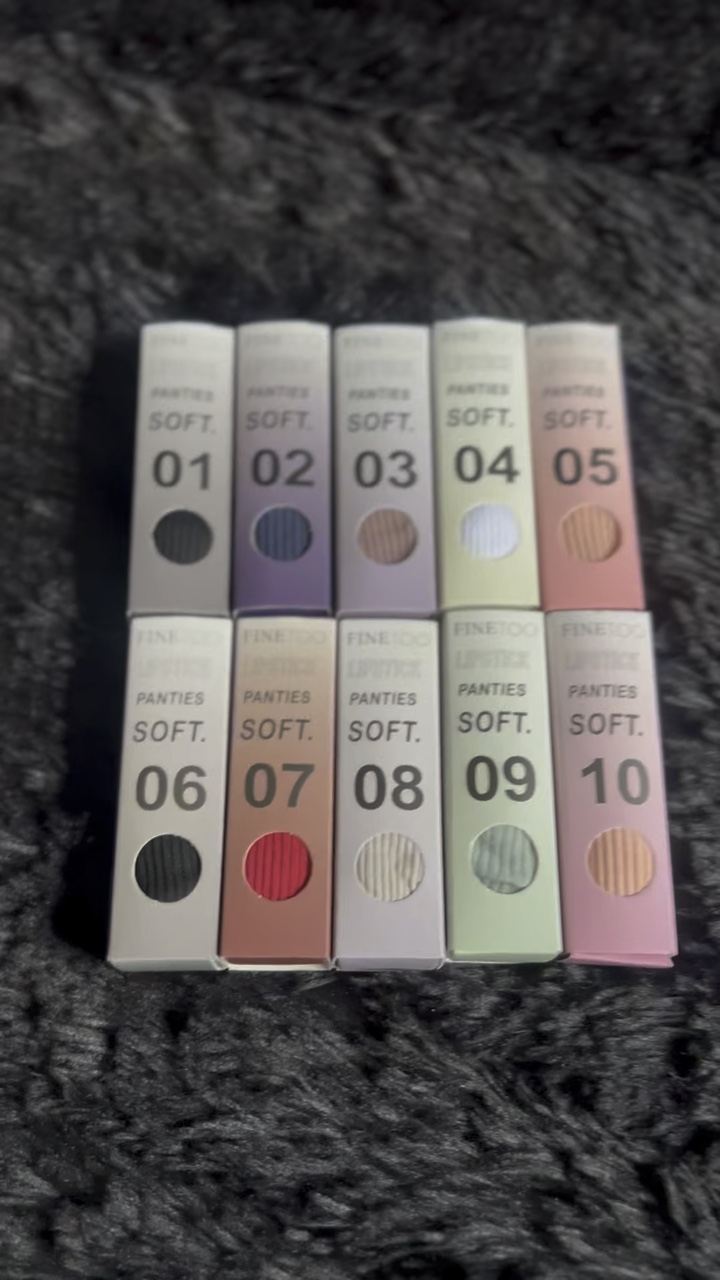 PANTIES PANTIES PANTIES PANTIES PANTIES
SOFT. SOFT. SOFT. SOFT. SOFT.
01 02 03 04 05
FINETOO FINETOO FINETOO FINETOO FINETOO
LIPSTICK LIPSTICK LIPSTICK LIPSTICK LIPSTICK
PANTIES PANTIES PANTIES PANTIES PANTIES
SOFT. SOFT. SOFT. SOFT. SOFT.
06 07 08 09 10